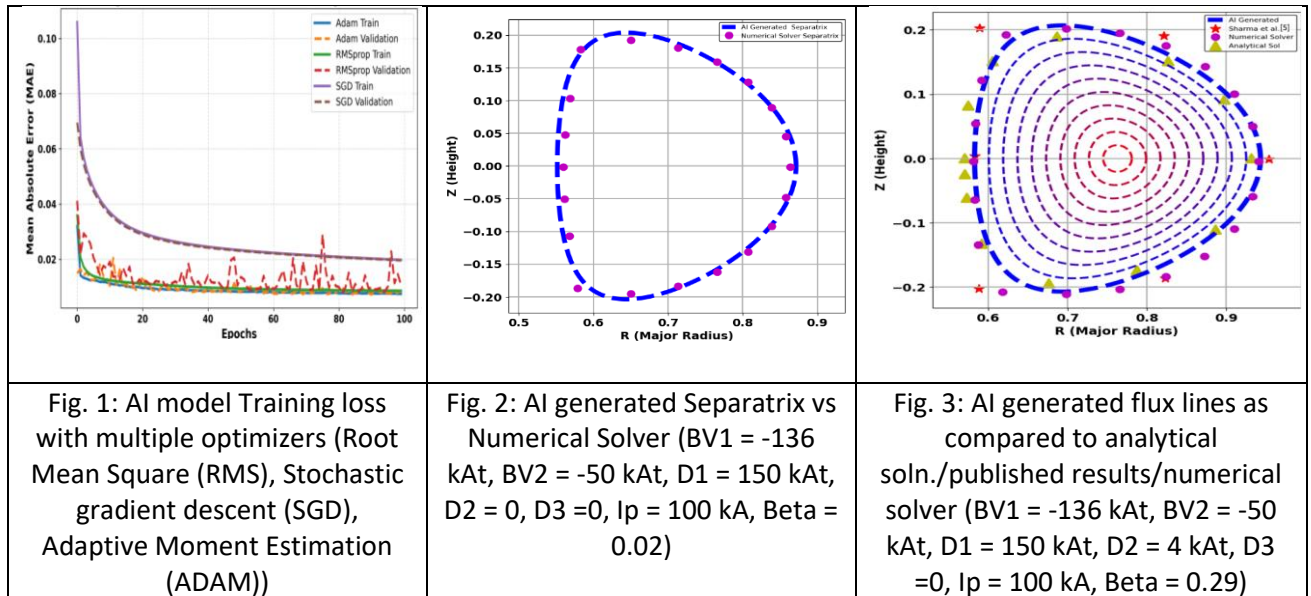 0.10
0.08
0.06
0.04
0.02
Mean Absolute Error (MAE)
Adam Train
Adam Validation
RMSprop Train
RMSprop Validation
SGD Train
SGD Validation
0 20 40 60 80 100
Epochs
0.20
0.15
0.10
0.05
0.00
−0.05
−0.10
−0.15
−0.20
Z (Height)
AI Generated Separatrix
Numerical Solver Separatrix
0.5 0.6 0.7 0.8 0.9
R (Major Radius)
0.2
0.1
0.0
−0.1
−0.2
Z (Height)
AI Generated
Sharma et al.[5]
Numerical Solver
Analytical Sol
0.6 0.7 0.8 0.9
R (Major Radius)
Fig. 1: AI model Training loss
with multiple optimizers (Root
Mean Square (RMS), Stochastic
gradient descent (SGD),
Adaptive Moment Estimation
(ADAM))
Fig. 2: AI generated Separatrix vs
Numerical Solver (BV1 = -136
kAt, BV2 = -50 kAt, D1 = 150 kAt,
D2 = 0, D3 =0, Ip = 100 kA, Beta =
0.02)
Fig. 3: AI generated flux lines as
compared to analytical
soln./published results/numerical
solver (BV1 = -136 kAt, BV2 = -50
kAt, D1 = 150 kAt, D2 = 4 kAt, D3
=0, Ip = 100 kA, Beta = 0.29)